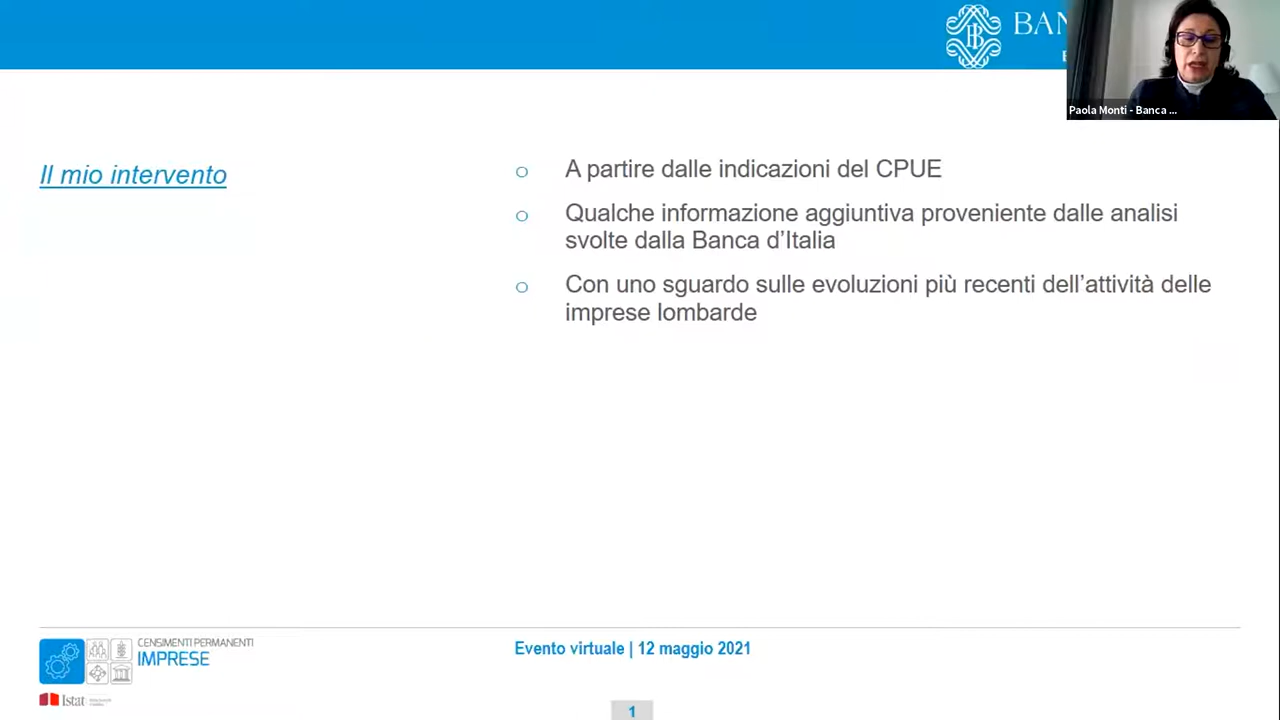 BAN
Paola Monti - Banca ...
Il mio intervento
o A partire dalle indicazioni del CPUE
o Qualche informazione aggiuntiva proveniente dalle analisi
svolte dalla Banca d'Italia
o Con uno sguardo sulle evoluzioni più recenti dell'attività delle
imprese lombarde
CENSIMENTI PERMANENTI
IMPRESE
Evento virtuale | 12 maggio 2021
Istat
1